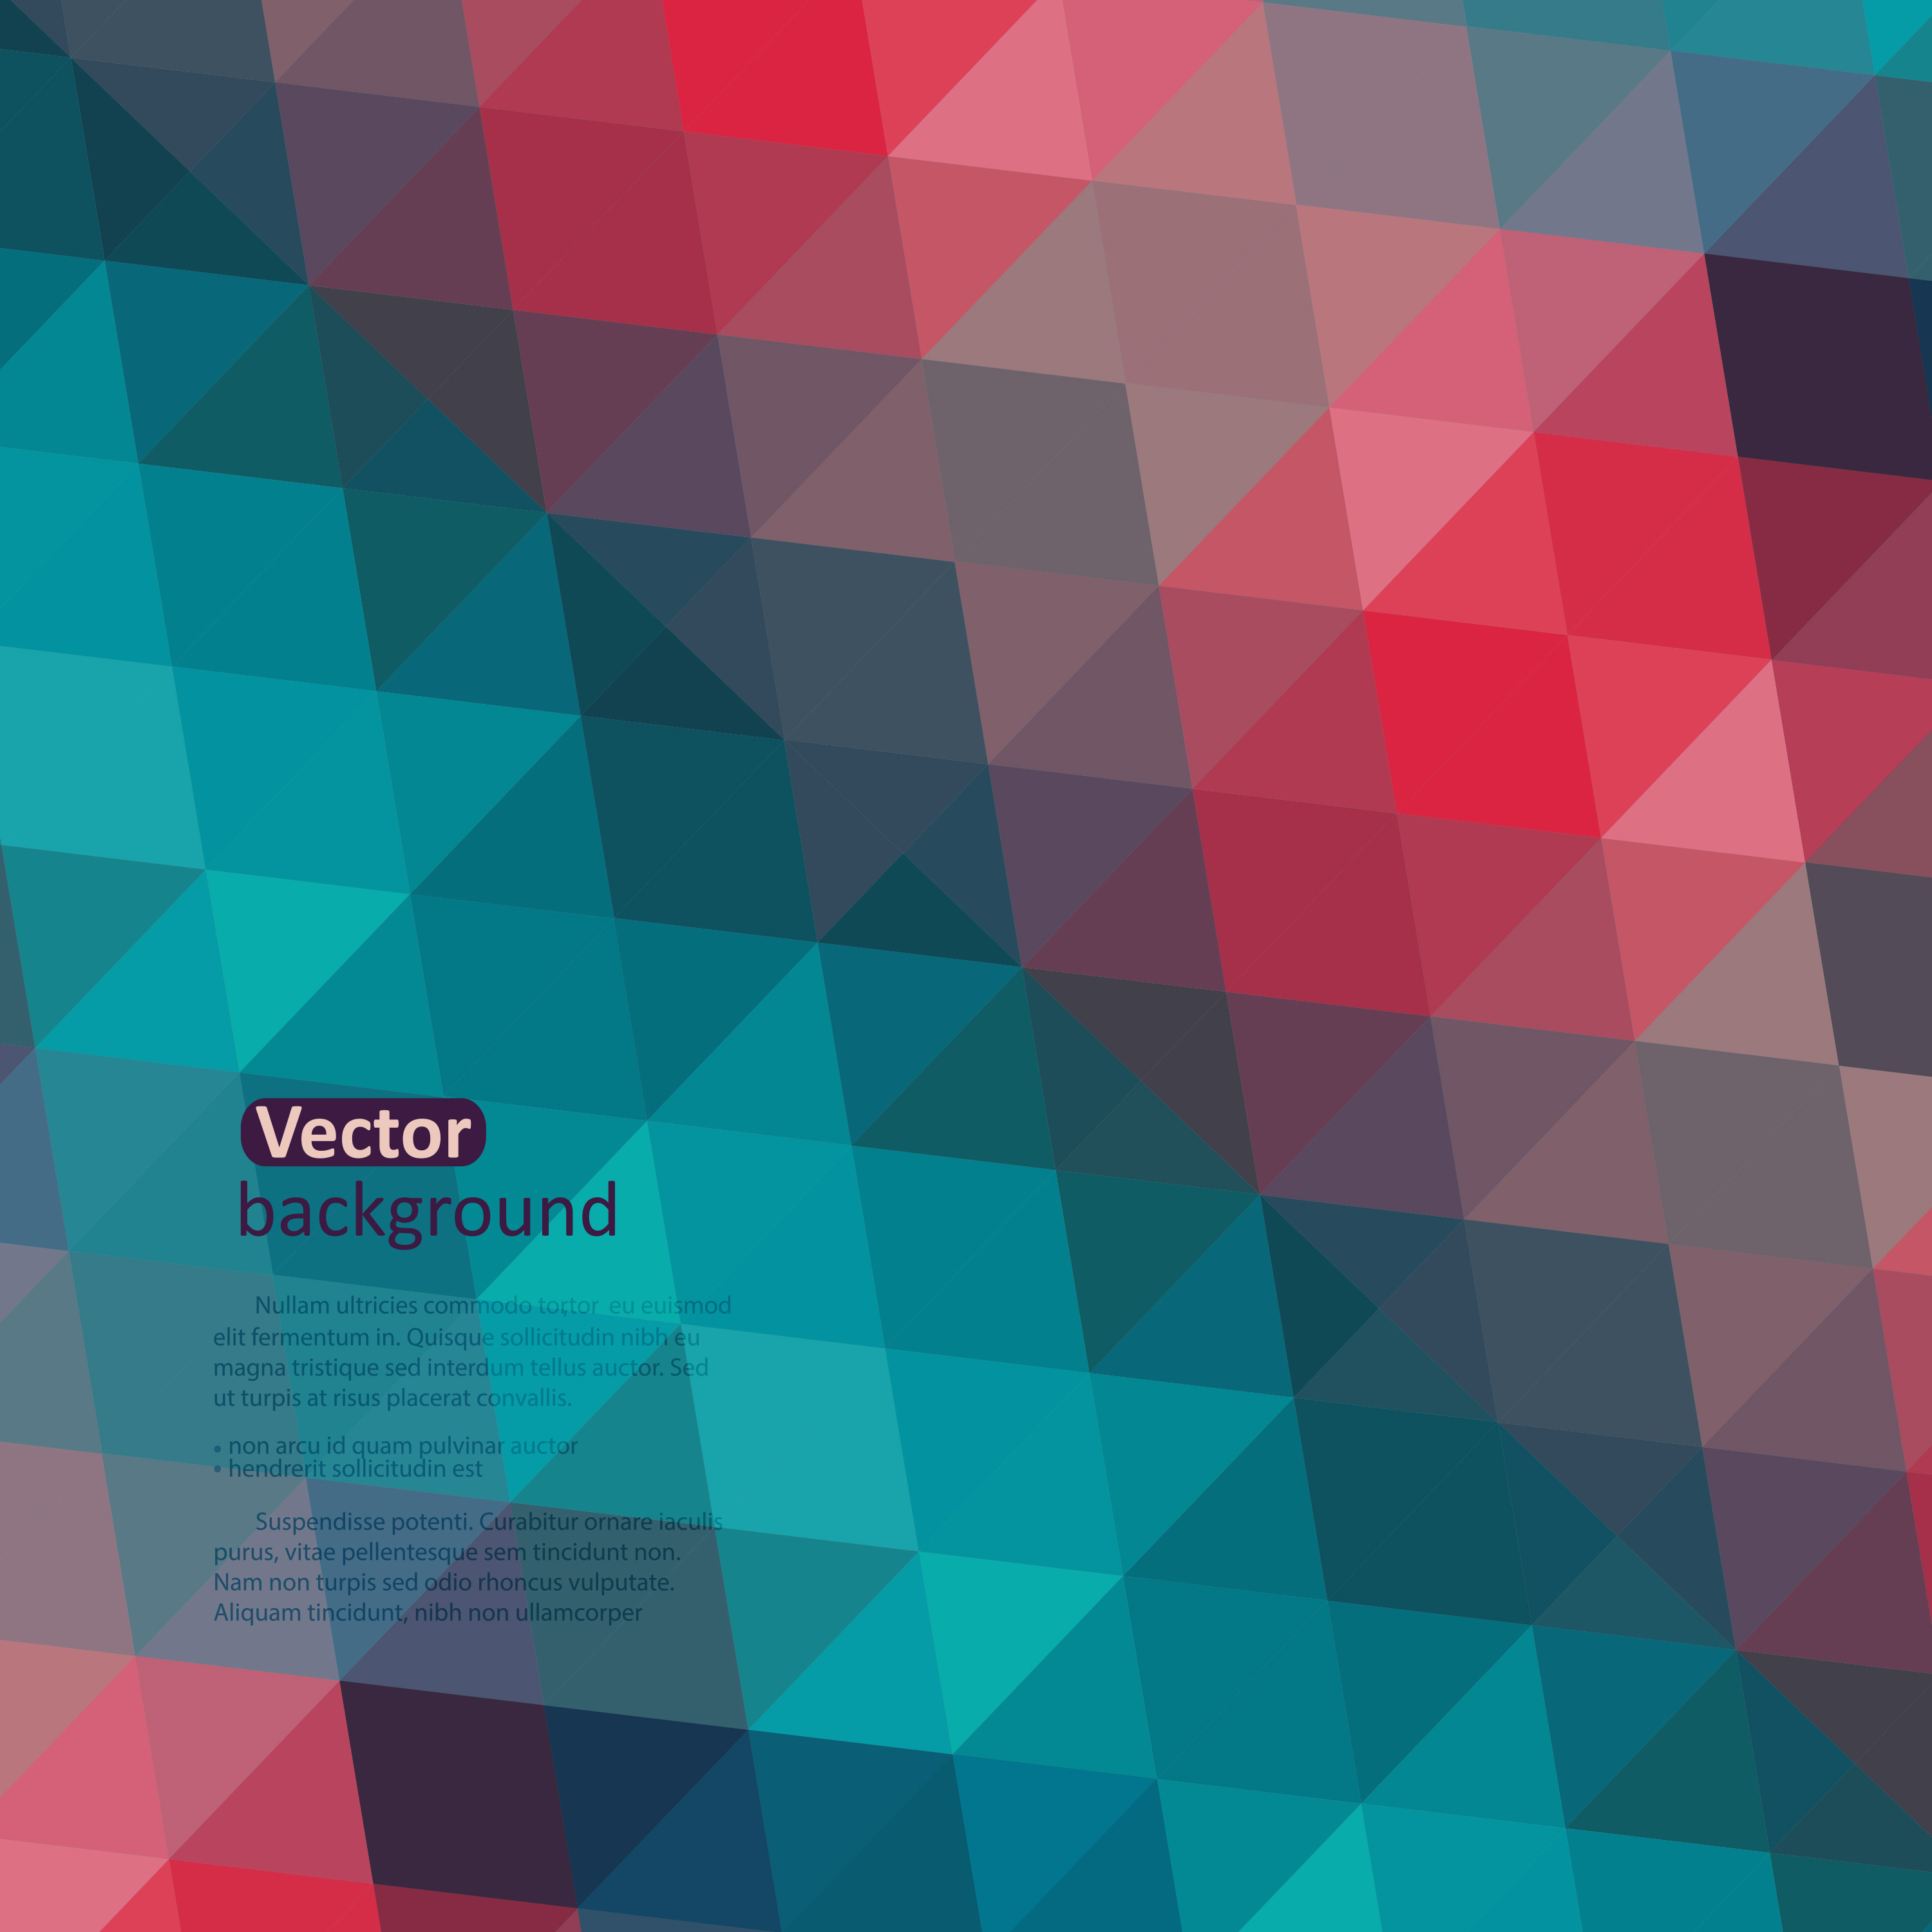 Vector
background
Nullam ultricies commodo tortor, eu euismod
elit fermentum in. Quisque sollicitudin nibh eu
magna tristique sed interdum tellus auctor. Sed
ut turpis at risus placerat convallis.
• non arcu id quam pulvinar auctor
• hendrerit sollicitudin est
Suspendisse potenti. Curabitur ornare iaculis
purus, vitae pellentesque sem tincidunt non.
Nam non turpis sed odio rhoncus vulputate.
Aliquam tincidunt, nibh non ullamcorper